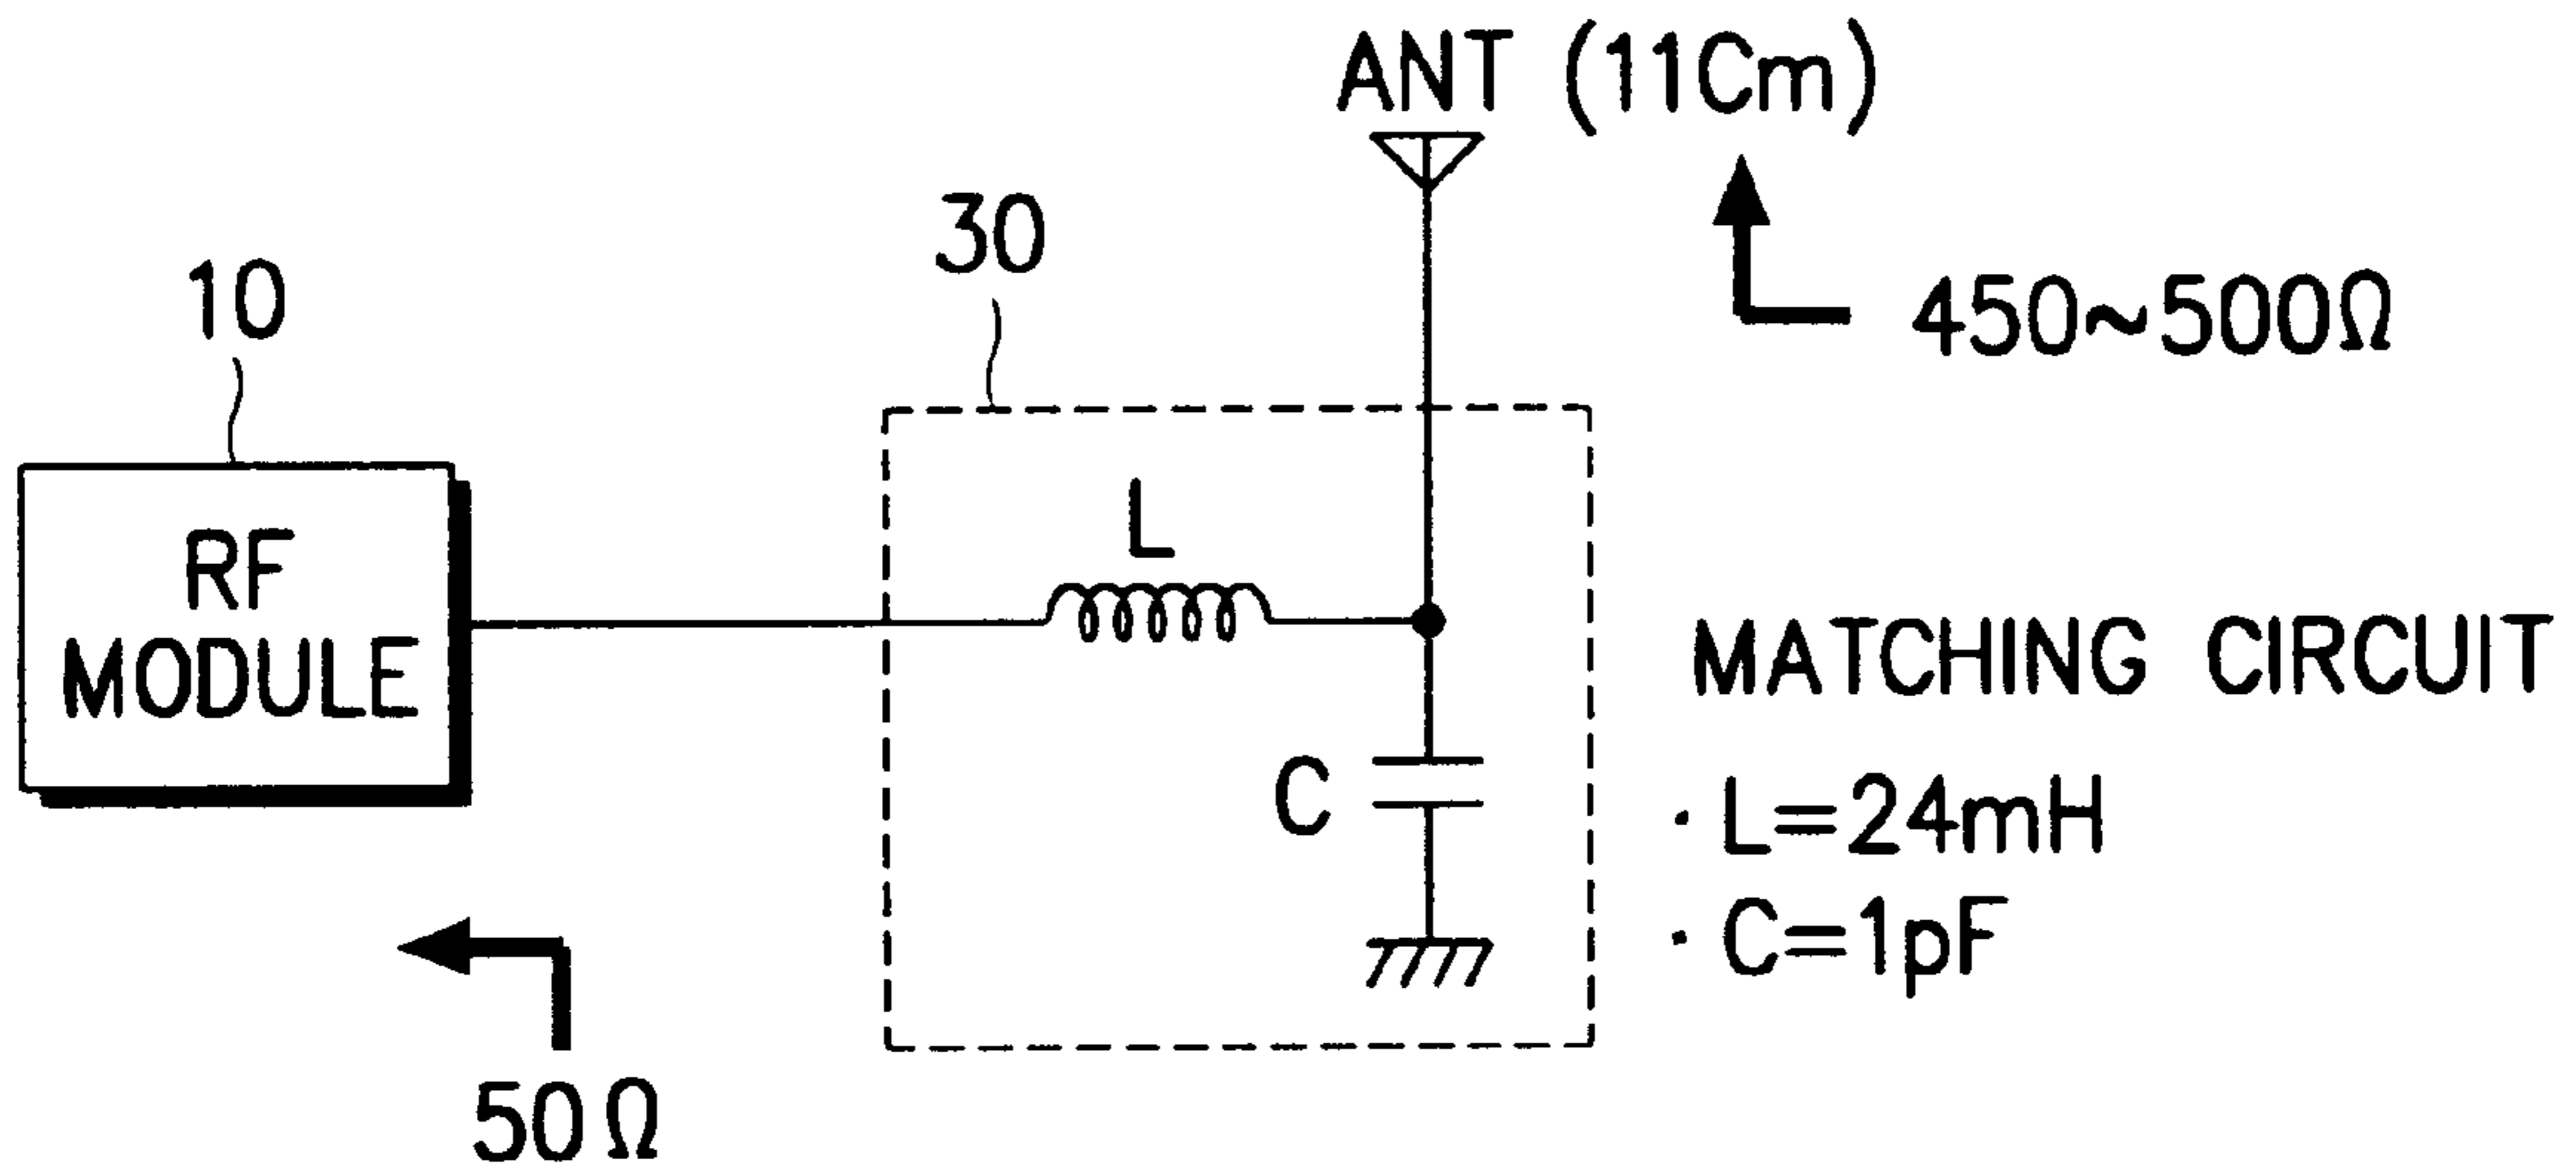 ANT (11Cm)
30
10
450~500Ω
L
RF
MODULE
MATCHING CIRCUIT
C
· L=24mH
· C=1pF
50Ω